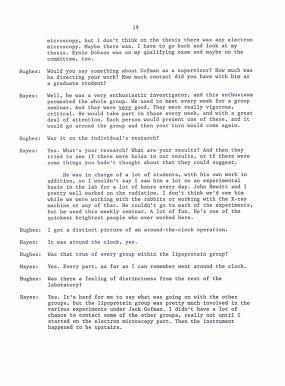 19
microscopy, but I don't think on the thesis there was any electron
microscopy. Maybe there was. I have to go back and look at my
thesis. Ernie Dobson was on my qualifying exam and maybe on the
committee, too.
Hughes: Would you say something about Gofman as a supervisor? How much was
he directing your work? How much contact did you have with him as
a graduate student?
Hayes: Well, he was a very enthusiastic investigator, and this enthusiasm
permeated the whole group. We used to meet every week for a group
seminar. And they were very good. They were really vigorous,
critical. He would take part in those every week, and with a great
deal of attention. Each person would present one of these, and it
would go around and then your turn would come again.
Hughes: Was it on the individual's research?
Hayes: Yes. What's your research? What are your results? And then they
tried to see if there were holes in our results, or if there were
some things you hadn't thought about that they could suggest.
He was in charge of a lot of students, with his own work in
addition, so I wouldn't say I saw him a lot on an experimental
basis in the lab for a lot of hours every day. John Hewitt and I
pretty well worked on the radiation. I don't think we'd see him
while we were working with the rabbits or working with the X-ray
machine or any of that. He couldn't go to each of the experiments,
but he used this weekly seminar. A lot of fun. He's one of the
quickest brightest people who ever worked here.
Hughes: I got a distinct picture of an around-the-clock operation.
Hayes: It was around the clock, yes.
Hughes: Was that true of every group within the lipoprotein group?
Hayes: Yes. Every part, as far as I can remember went around the clock.
Hughes: Was there a feeling of distinctness from the rest of the
laboratory?
Hayes: Yes. It's hard for me to say what was going on with the other
groups, but the lipoprotein group was pretty much involved in the
various experiments under Jack Gofman. I didn't have a lot of
chance to contact some of the other groups, really not until I
started on the electron microscopy part. Then the instrument
happened to be upstairs.